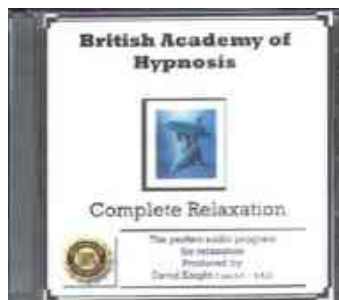 British Academy of
Hypnosis
Complete Relaxation
The perfect audio program
for relaxation
Produced by
David Knight